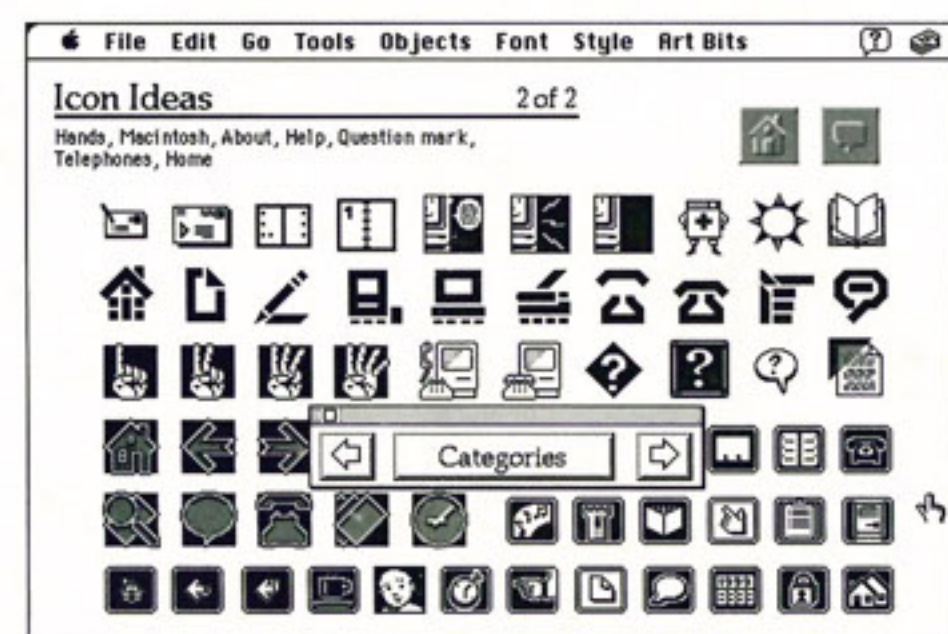 File Edit Go Tools Objects Font Style Art Bits
Icon Ideas 2 of 2
Hands, Macintosh, About, Help, Question mark,
Telephones, Home
1
? ? ?
Categories